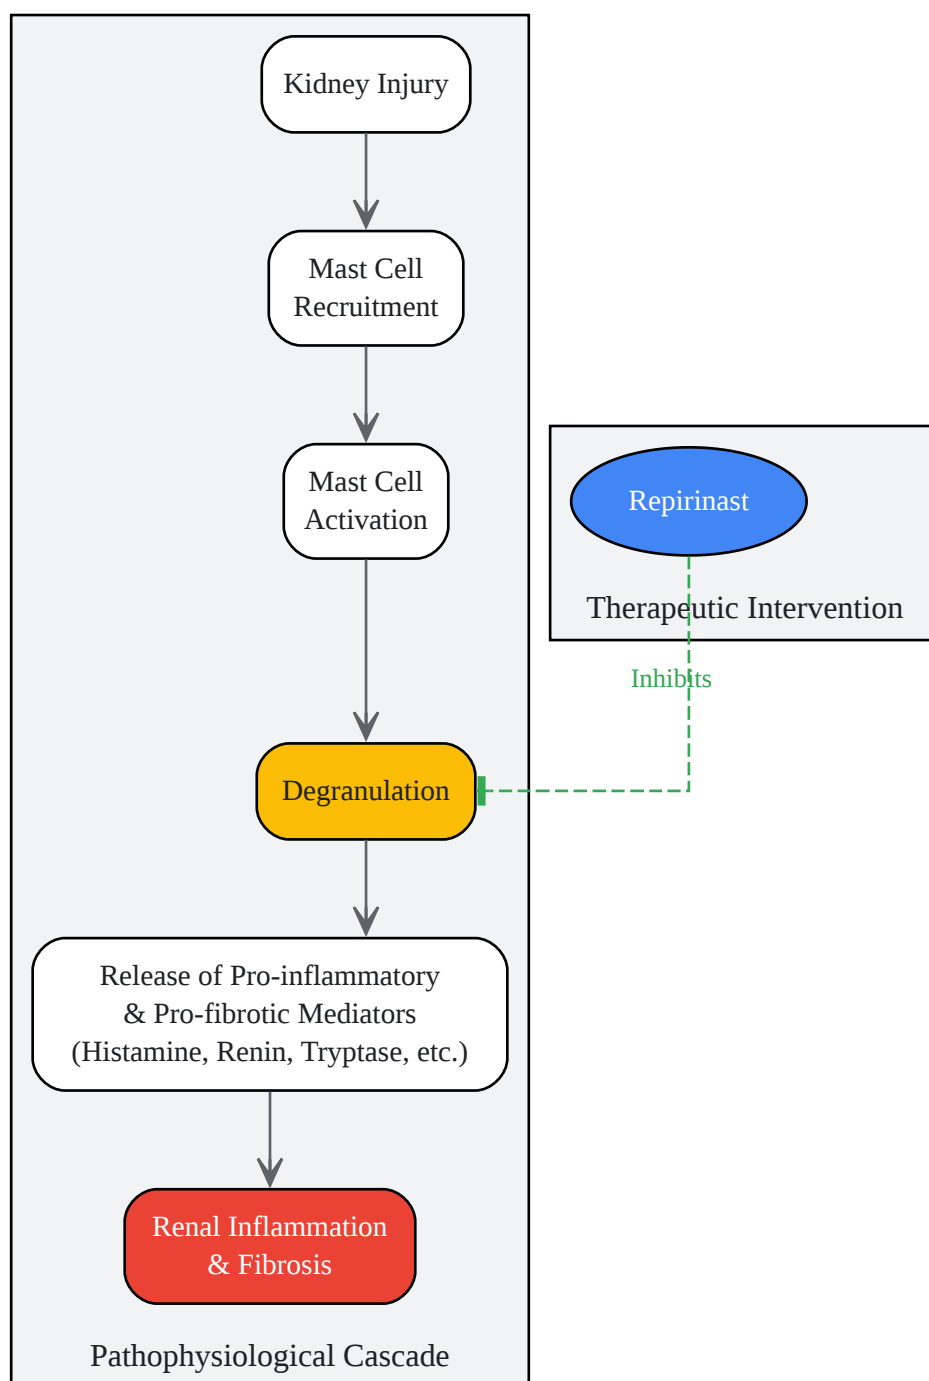 Kidney Injury
Mast Cell
Recruitment
Mast Cell
Activation
Repirinast
Therapeutic Intervention
Inhibits
Degranulation
Release of Pro-inflammatory
& Pro-fibrotic Mediators
(Histamine, Renin, Tryptase, etc.)
Renal Inflammation
& Fibrosis
Pathophysiological Cascade